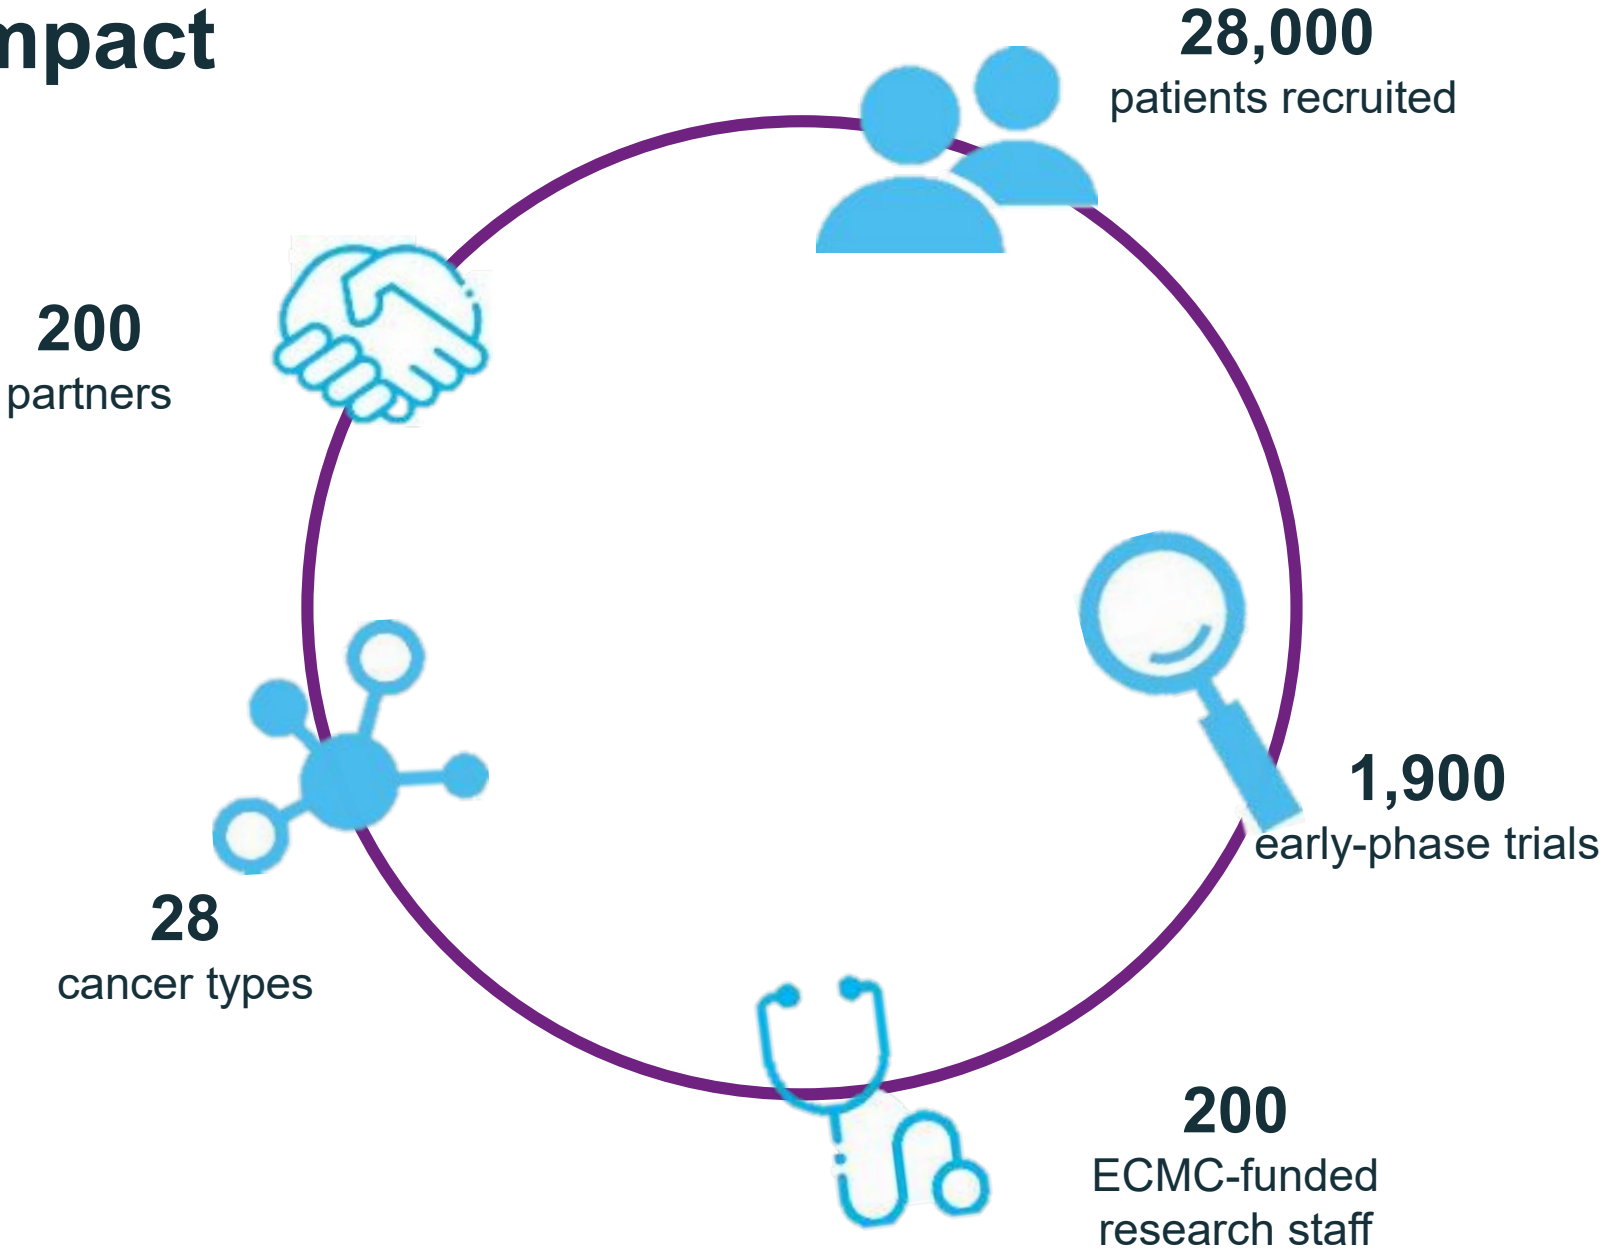 mpact
28,000
patients recruited
200
partners
1,900
early-phase trials
28
cancer types
200
ECMC-funded
research staff